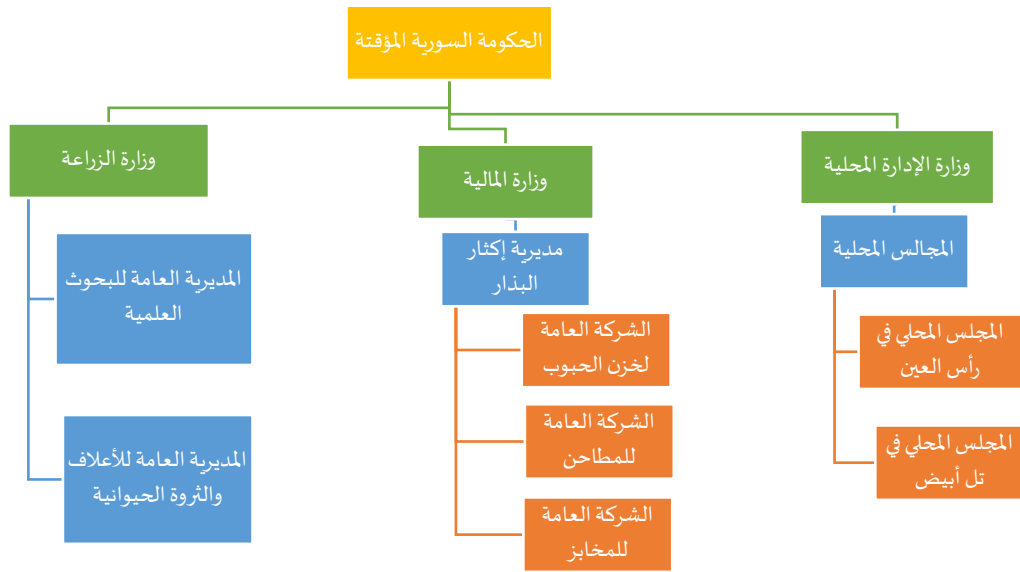 الحكومة السورية المؤقتة
وزارة الإدارة المحلية
المجالس المحلية
المجلس المحلي في
رأس العين
المجلس المحلي في
تل أبيض
وزارة المالية
مديرية إكثار
البذار
الشركة العامة
لخزن الحبوب
الشركة العامة
للمطاحن
الشركة العامة
للمخابز
وزارة الزراعة
المديرية العامة للبحوث
العلمية
المديرية العامة للأعلاف
والثروة الحيوانية